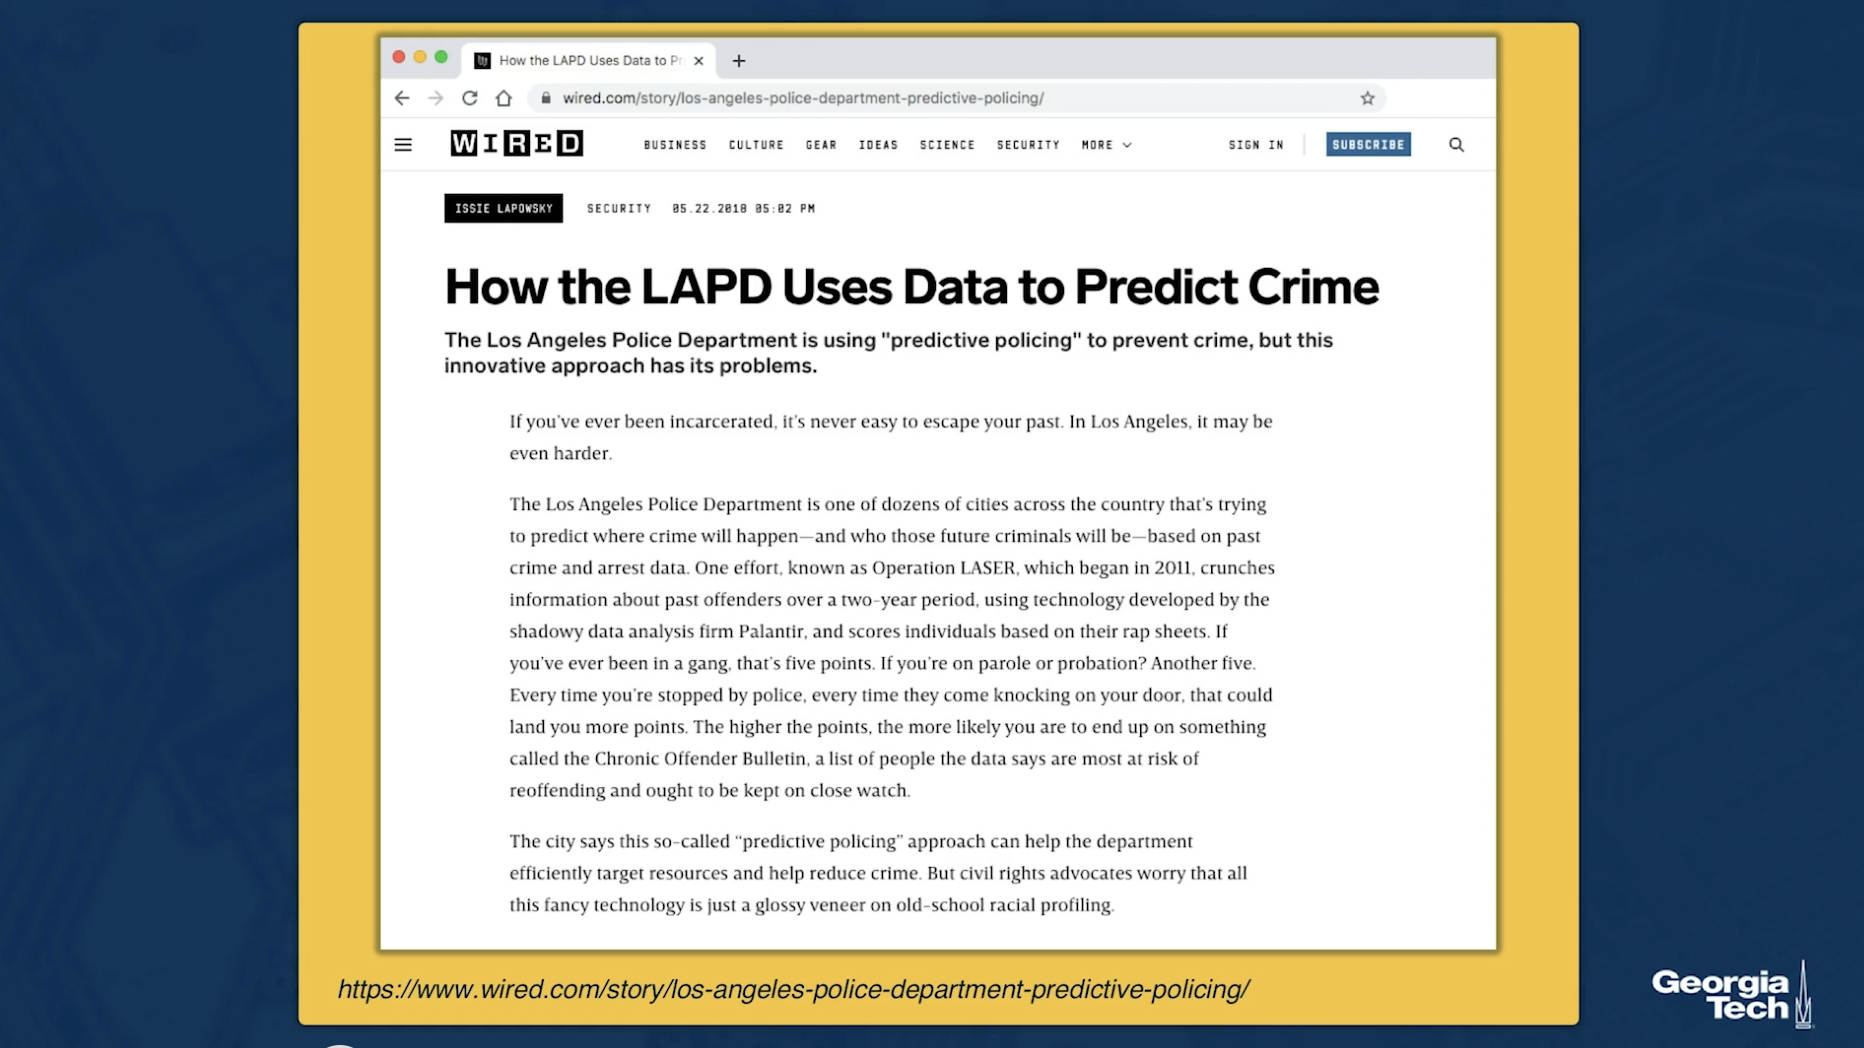 How the LAPD Uses Data to Pr
wired.com/story/los-angeles-police-department-predictive-policing/
WIRED
BUSINESS CULTURE GEAR IDEAS SCIENCE SECURITY MORE
SIGN IN
SUBSCRIBE
ISSIE LAPOWSKY SECURITY 05.22.2018 05:02 PM
How the LAPD Uses Data to Predict Crime
The Los Angeles Police Department is using "predictive policing" to prevent crime, but this
innovative approach has its problems.
If you’ve ever been incarcerated, it’s never easy to escape your past. In Los Angeles, it may be
even harder.
The Los Angeles Police Department is one of dozens of cities across the country that’s trying
to predict where crime will happen—and who those future criminals will be—based on past
crime and arrest data. One effort, known as Operation LASER, which began in 2011, crunches
information about past offenders over a two-year period, using technology developed by the
shadowy data analysis firm Palantir, and scores individuals based on their rap sheets. If
you’ve ever been in a gang, that’s five points. If you’re on parole or probation? Another five.
Every time you’re stopped by police, every time they come knocking on your door, that could
land you more points. The higher the points, the more likely you are to end up on something
called the Chronic Offender Bulletin, a list of people the data says are most at risk of
reoffending and ought to be kept on close watch.
The city says this so-called “predictive policing” approach can help the department
efficiently target resources and help reduce crime. But civil rights advocates worry that all
this fancy technology is just a glossy veneer on old-school racial profiling.
https://www.wired.com/story/los-angeles-police-department-predictive-policing/
Georgia
Tech